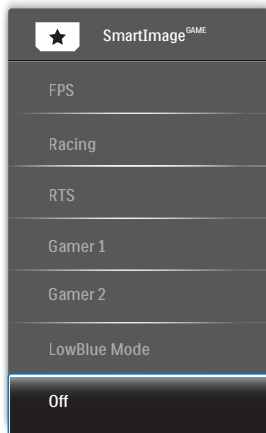 SmartImage GAME
FPS
Racing
RTS
Gamer 1
Gamer 2
LowBlue Mode
Off